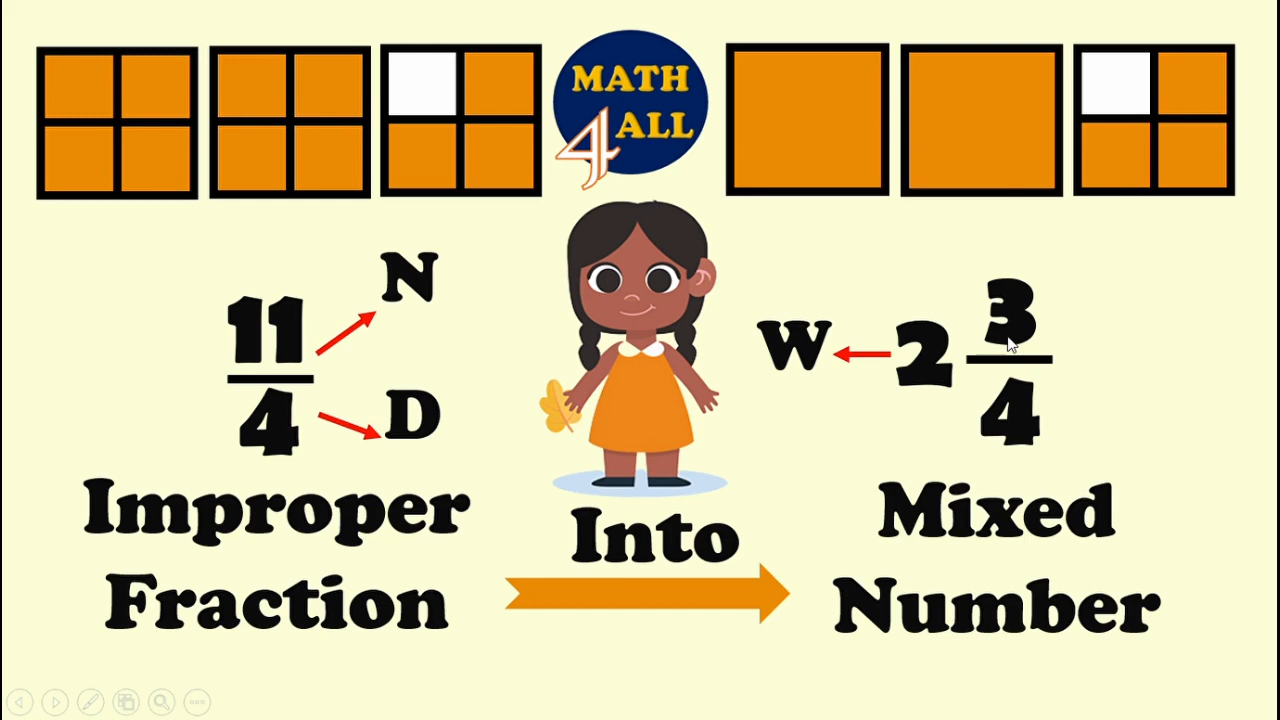 MATH
4 ALL
11
4
N
D
W
2 3
4
Improper
Fraction
Into
Mixed
Number